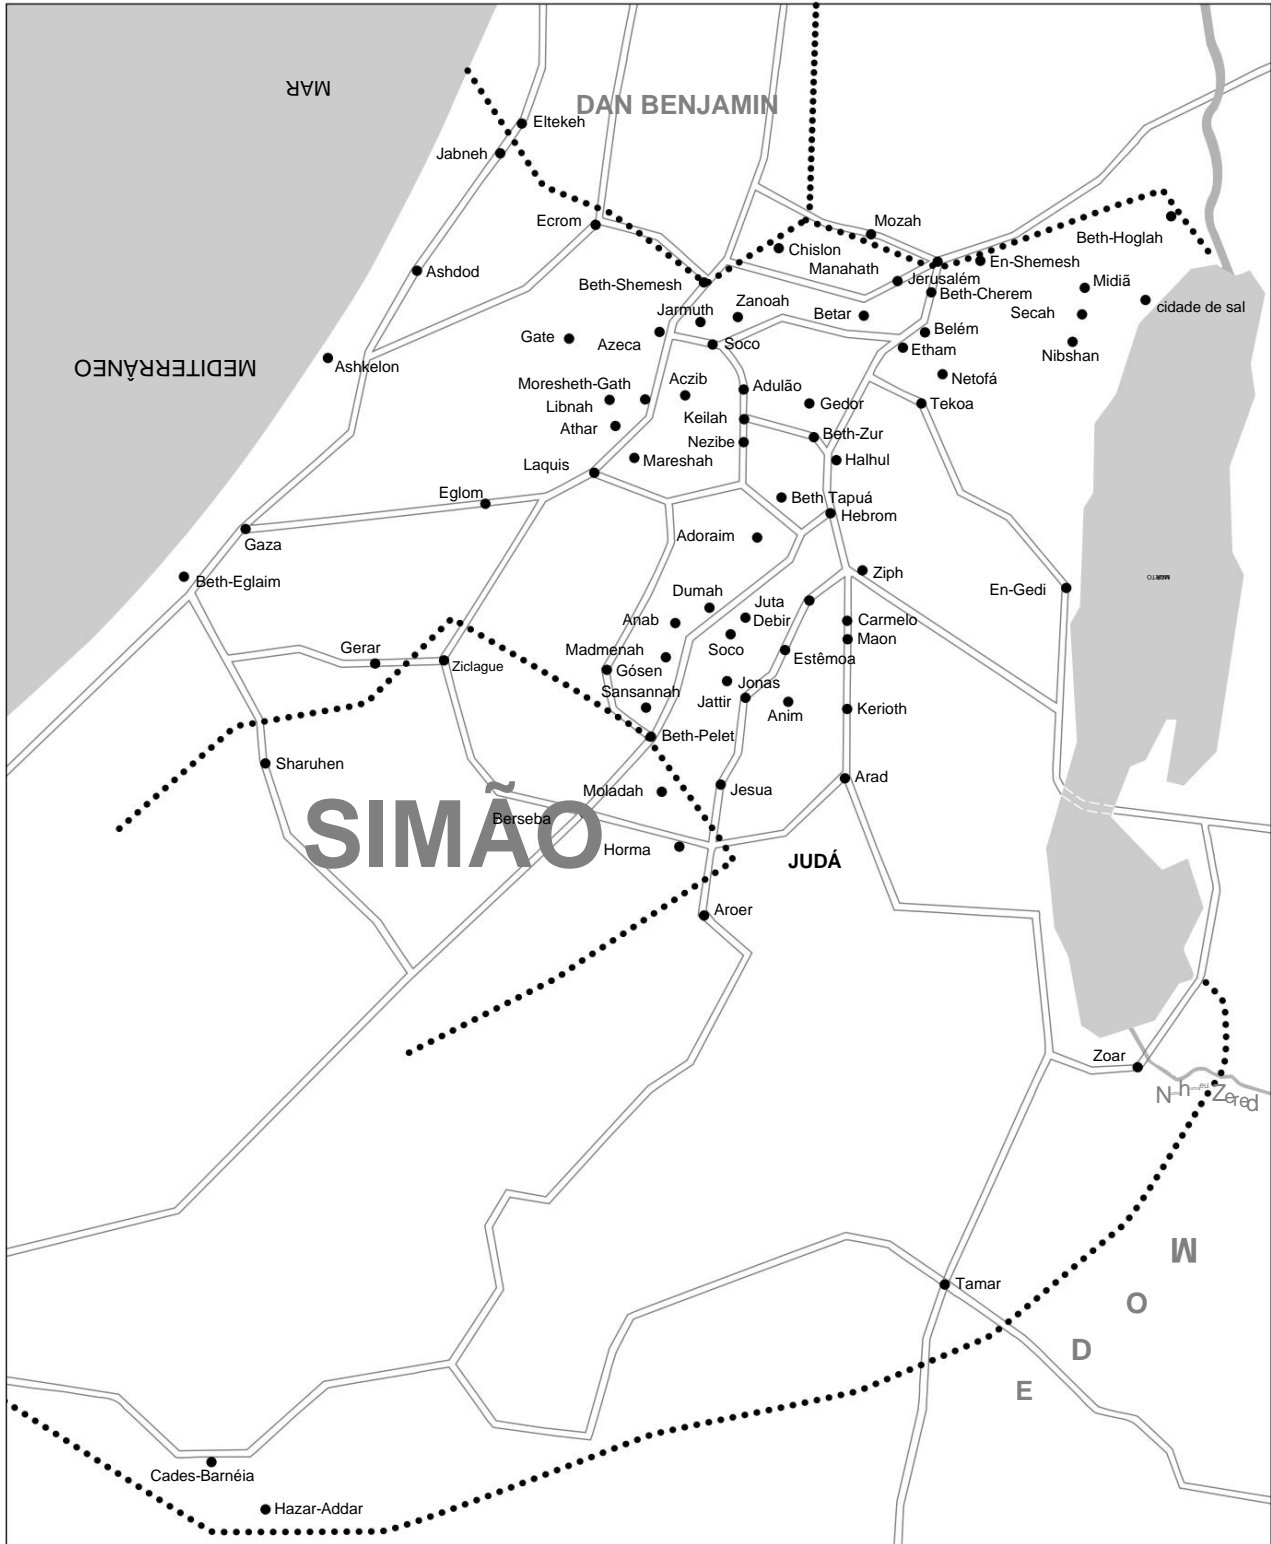 MAR
DAN BENJAMIN
Eltekeh
Jabneh
Ecrom
Mozah
Beth-Hoglah
Chislon
Manahath
En-Shemesh
Ashdod
Beth-Shemesh
Jerusalém
Midiã
Beth-Cherem
Zanoah
Jarmuth
Betar
Secah
cidade de sal
Gate
Azeca
Soco
Belém
Etham
Nibshan
MEDITERRÂNEO
Ashkelon
Netofá
Moresheth-Gath
Aczib
Adulão
Libnah
Gedor
Tekoa
Athar
Keilah
Nezibe
Beth-Zur
Laquis
Mareshah
Halhul
Eglom
Beth Tapuá
Hebrom
Gaza
Adoraim
Beth-Eglaim
Ziph
En-Gedi
Dumah
Juta
Anab
Debir
Carmelo
Maon
Gerar
Ziclague
Madmenah
Soco
Estêmoa
Gósen
Sansannah
Jonas
Jattir
Anim
Kerioth
Beth-Pelet
Sharuhen
Moladah
Jesua
Arad
SIMÃO
Berseba
Horma
JUDÁ
Aroer
Zoar
Zered
Tamar
M
O
D
E
Cades-Barnéia
Hazar-Addar